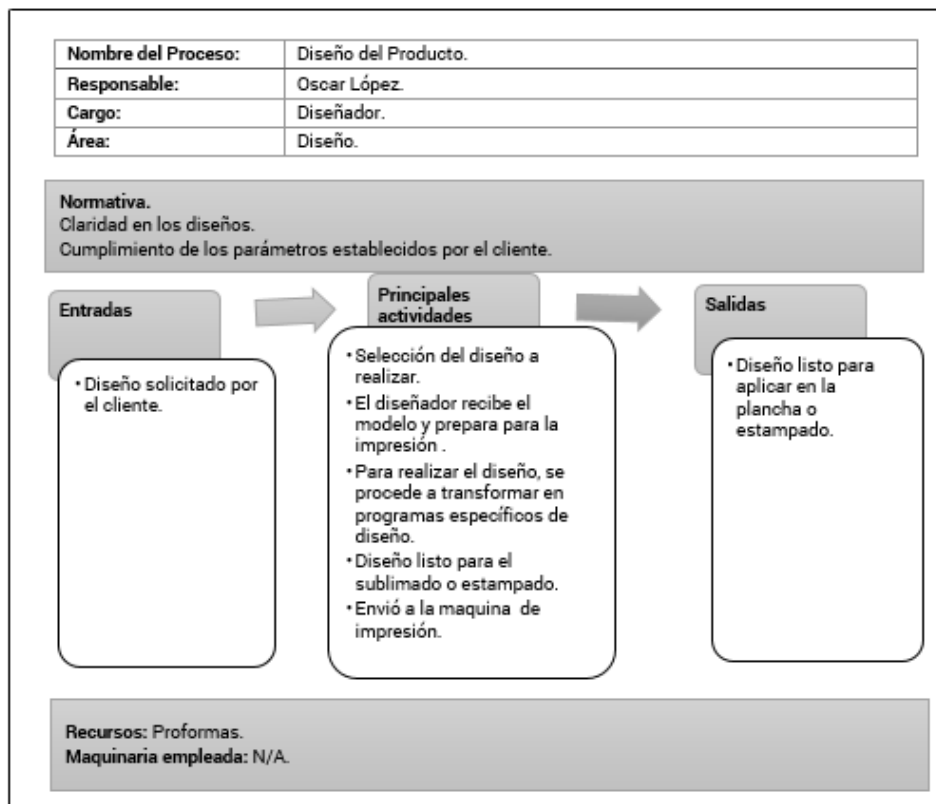 Nombre del Proceso: Diseño del Producto.
Responsable: Oscar López.
Cargo: Diseñador.
Área: Diseño.
Normativa.
Claridad en los diseños.
Cumplimiento de los parámetros establecidos por el cliente.
Entradas
• Diseño solicitado por
el cliente.
Principales
actividades
• Selección del diseño a
realizar.
• El diseñador recibe el
modelo y prepara para la
impresión .
• Para realizar el diseño, se
procede a transformar en
programas específicos de
diseño.
• Diseño listo para el
sublimado o estampado.
• Envió a la maquina de
impresión.
Salidas
• Diseño listo para
aplicar en la
plancha o
estampado.
Recursos: Proformas.
Maquinaria empleada: N/A.